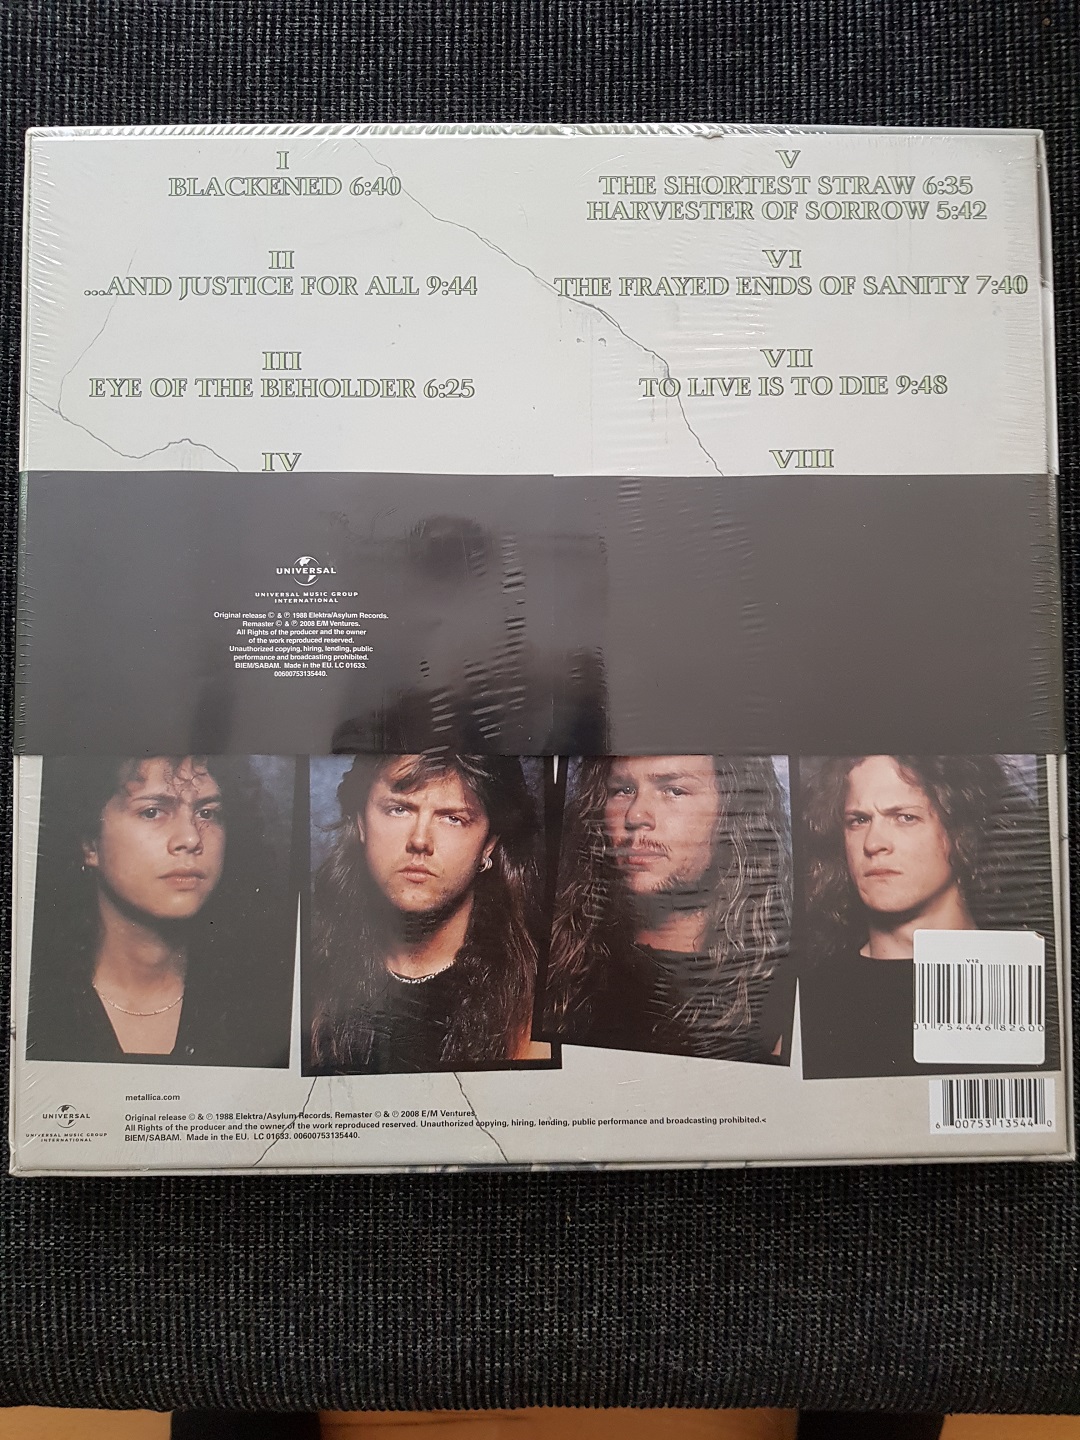 I
BLACKENED 6:40
II
...AND JUSTICE FOR ALL 9:44
III
EYE OF THE BEHOLDER 6:25
IV
V
THE SHORTEST STRAW 6:35
HARVESTER OF SORROW 5:42
VI
THE FRAYED ENDS OF SANITY 7:40
VII
TO LIVE IS TO DIE 9:48
VIII
UNIVERSAL
UNIVERSAL MUSIC GROUP
INTERNATIONAL
Original release © & ℗ 1988 Elektra/Asylum Records.
Remaster © & ℗ 2008 E/M Ventures.
All Rights of the producer and the owner
of the work reproduced reserved.
Unauthorized copying, hiring, lending, public
performance and broadcasting prohibited.
BIEM/SABAM. Made in the EU. LC 01633.
00600753135440.
V12
01754446 82600
metallica.com
UNIVERSAL
UNIVERSAL MUSIC GROUP
INTERNATIONAL
Original release © & ℗ 1988 Elektra/Asylum Records. Remaster © & ℗ 2008 E/M Ventures.
All Rights of the producer and the owner of the work reproduced reserved. Unauthorized copying, hiring, lending, public performance and broadcasting prohibited.<
BIEM/SABAM. Made in the EU. LC 01633. 00600753135440.
6 00753 13544 0